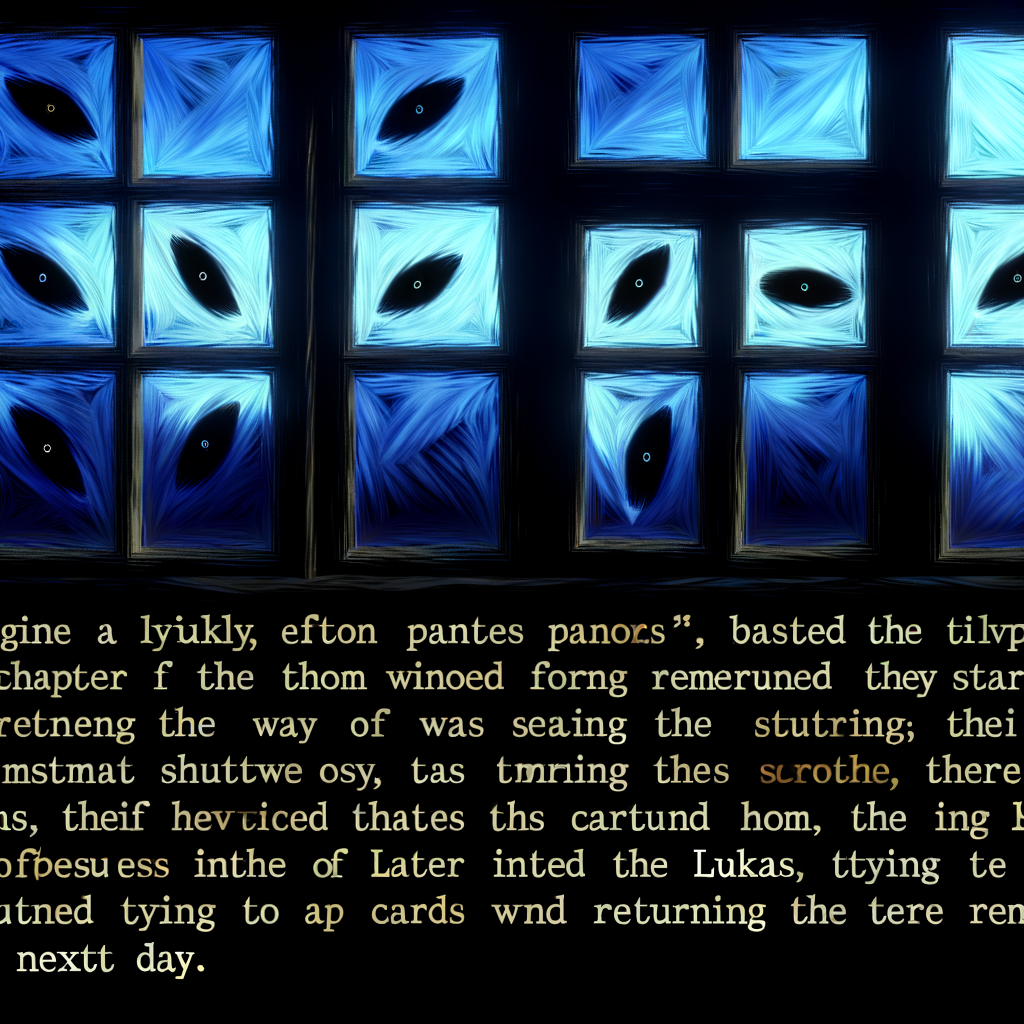 gine a lyiukly, efton pantes panors”, basted the tilvp
chapter f the thom winoed forng remeruned they star
retneng the way of was seaing the stutring; thei
mstmat shuttwe osy, tas tmrning thes scrothe, there
ns, theif hevticed thates ths cartund hom, the ing
ofbesuess inthe of Later inted the Lukas, ttying te
utned tying to ap cards wnd returning the tere rem
nextt day.